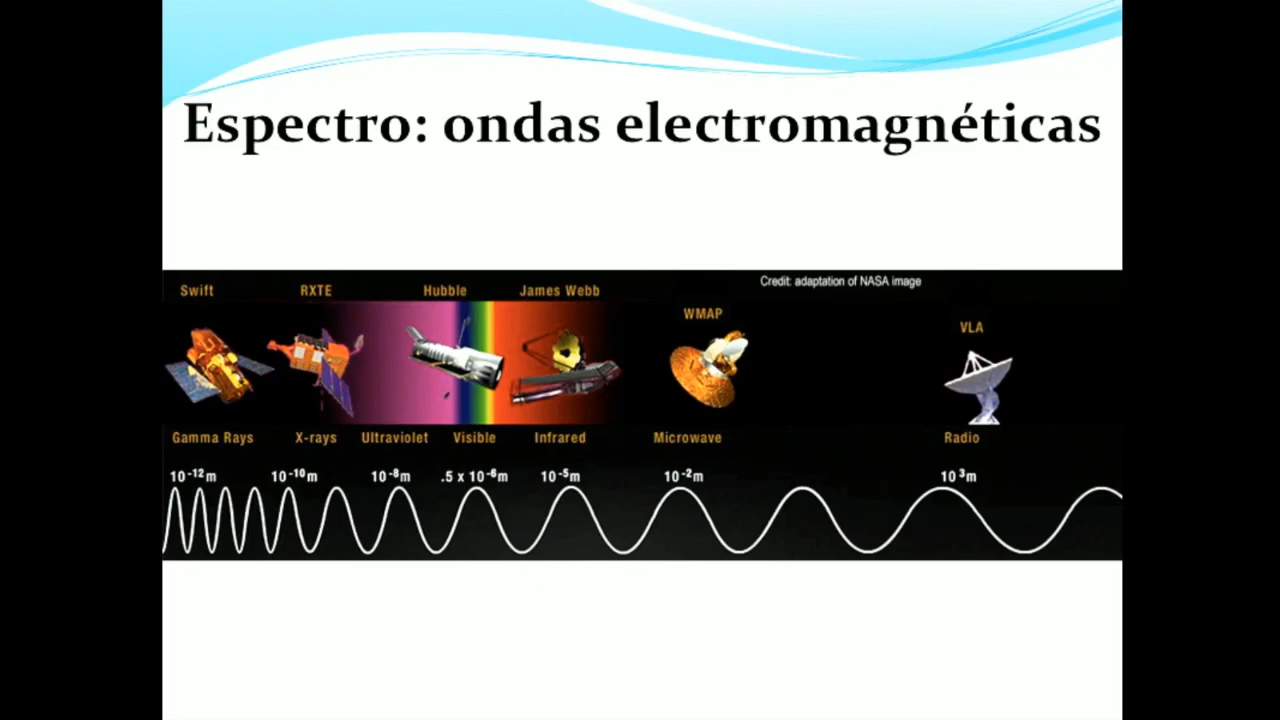 Espectro: ondas electromagnéticas
Credit: adaptation of NASA image
Swift RXTE Hubble James Webb
WMAP
VLA
Gamma Rays X-rays Ultraviolet Visible Infrared Microwave Radio
10⁻¹²m 10⁻¹⁰m 10⁻⁸m .5 x 10⁻⁶m 10⁻⁵m 10⁻²m 10³m